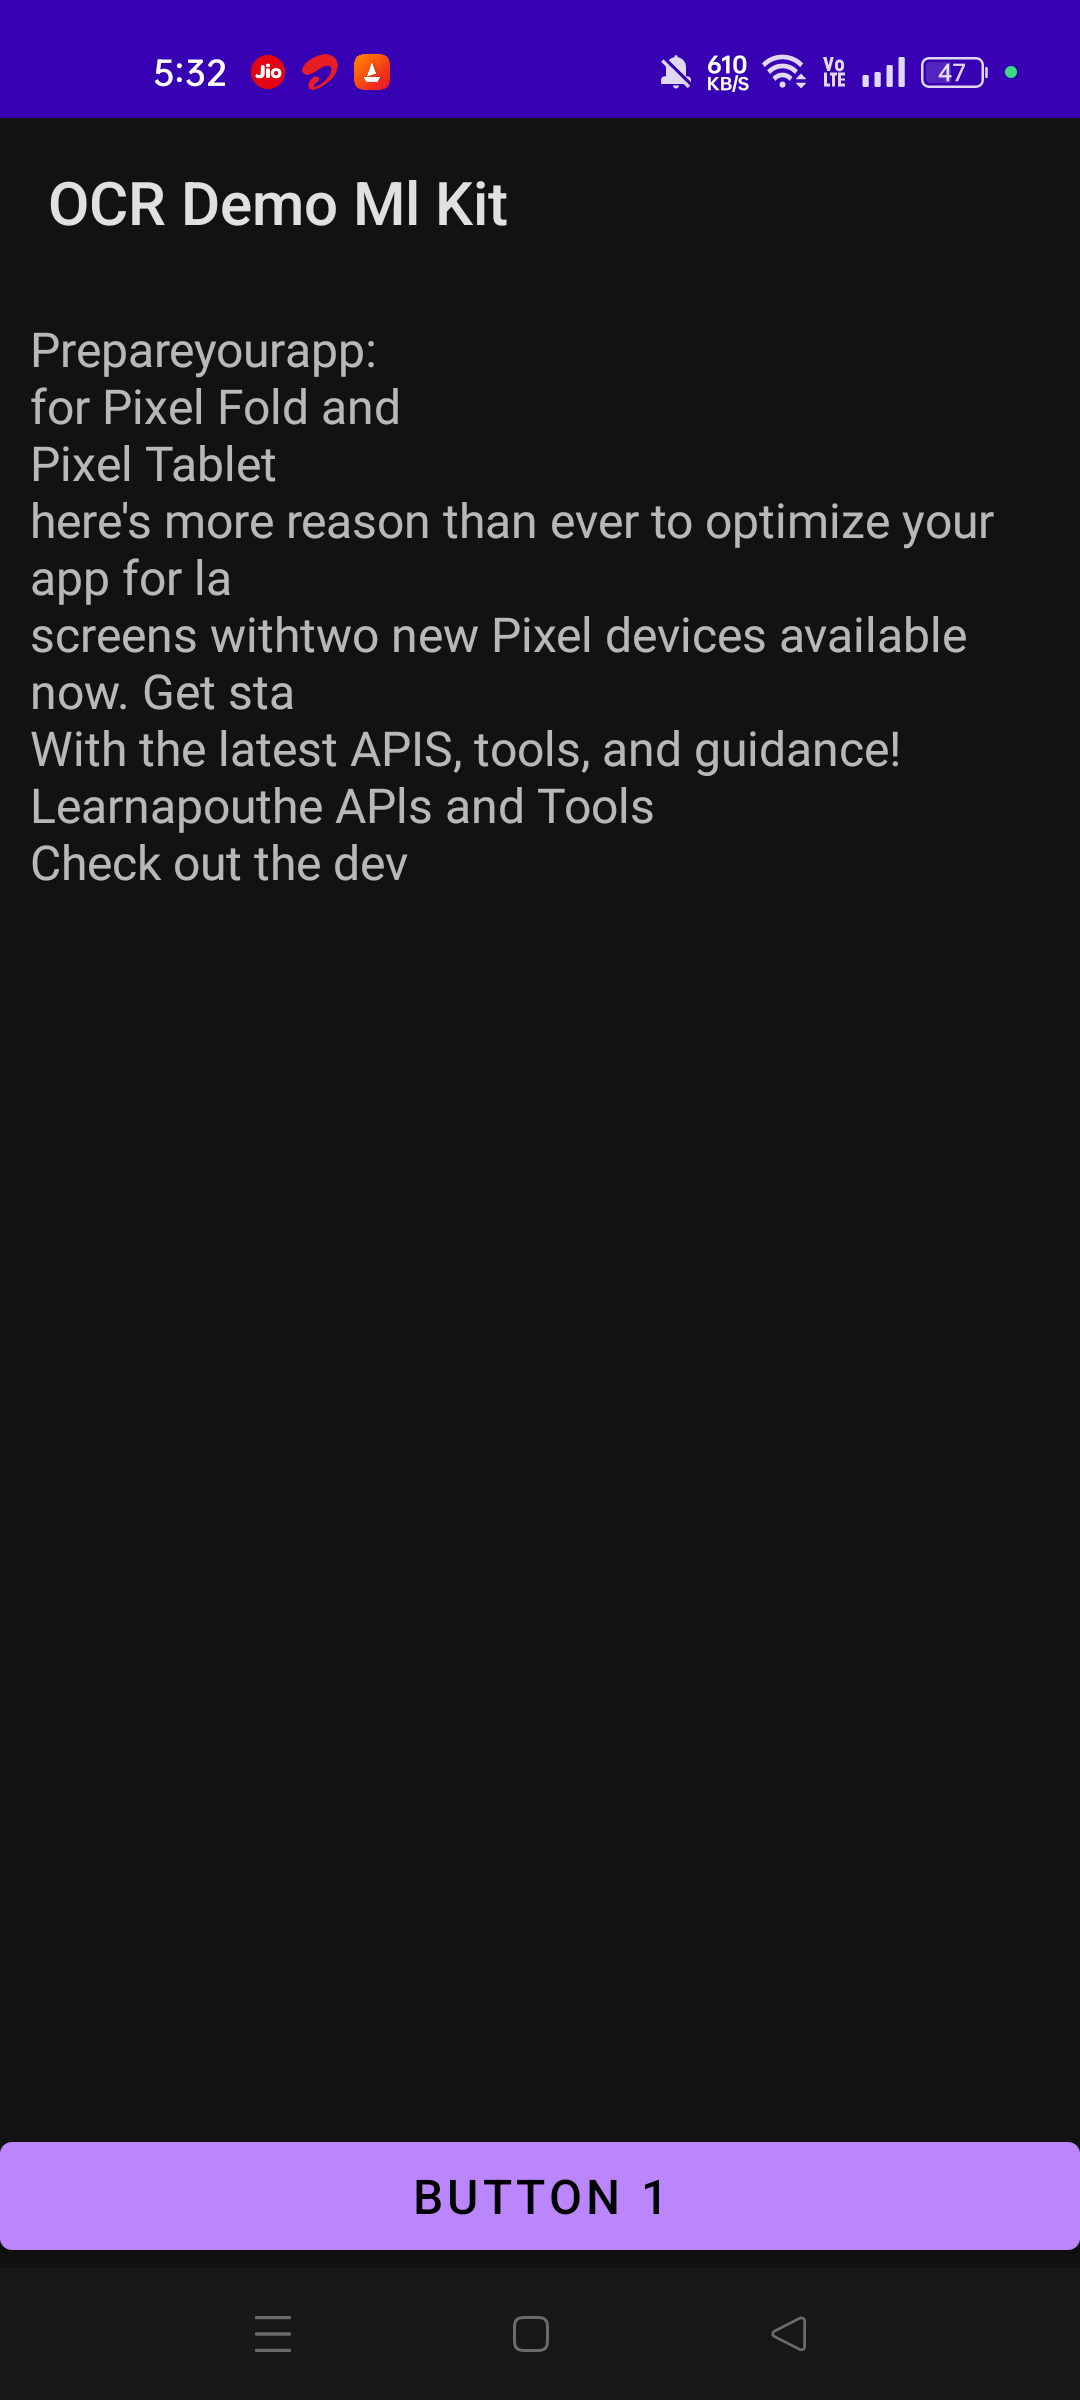 5:32 Jio 610 KB/S Vo LTE 47
OCR Demo Ml Kit
Prepareyourapp:
for Pixel Fold and
Pixel Tablet
here's more reason than ever to optimize your
app for la
screens withtwo new Pixel devices available
now. Get sta
With the latest APIS, tools, and guidance!
Learnapouthe APls and Tools
Check out the dev
BUTTON 1